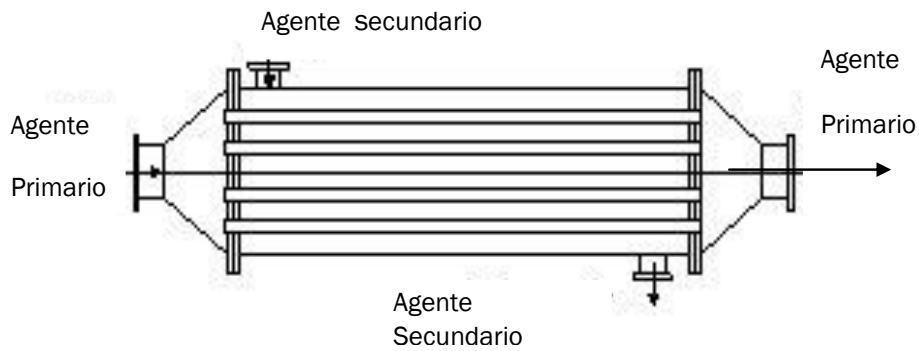 Agente secundario
Agente
Primario
Agente
Primario
Agente
Secundario